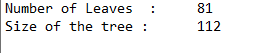 Number of Leaves  :     81
Size of the tree :      112